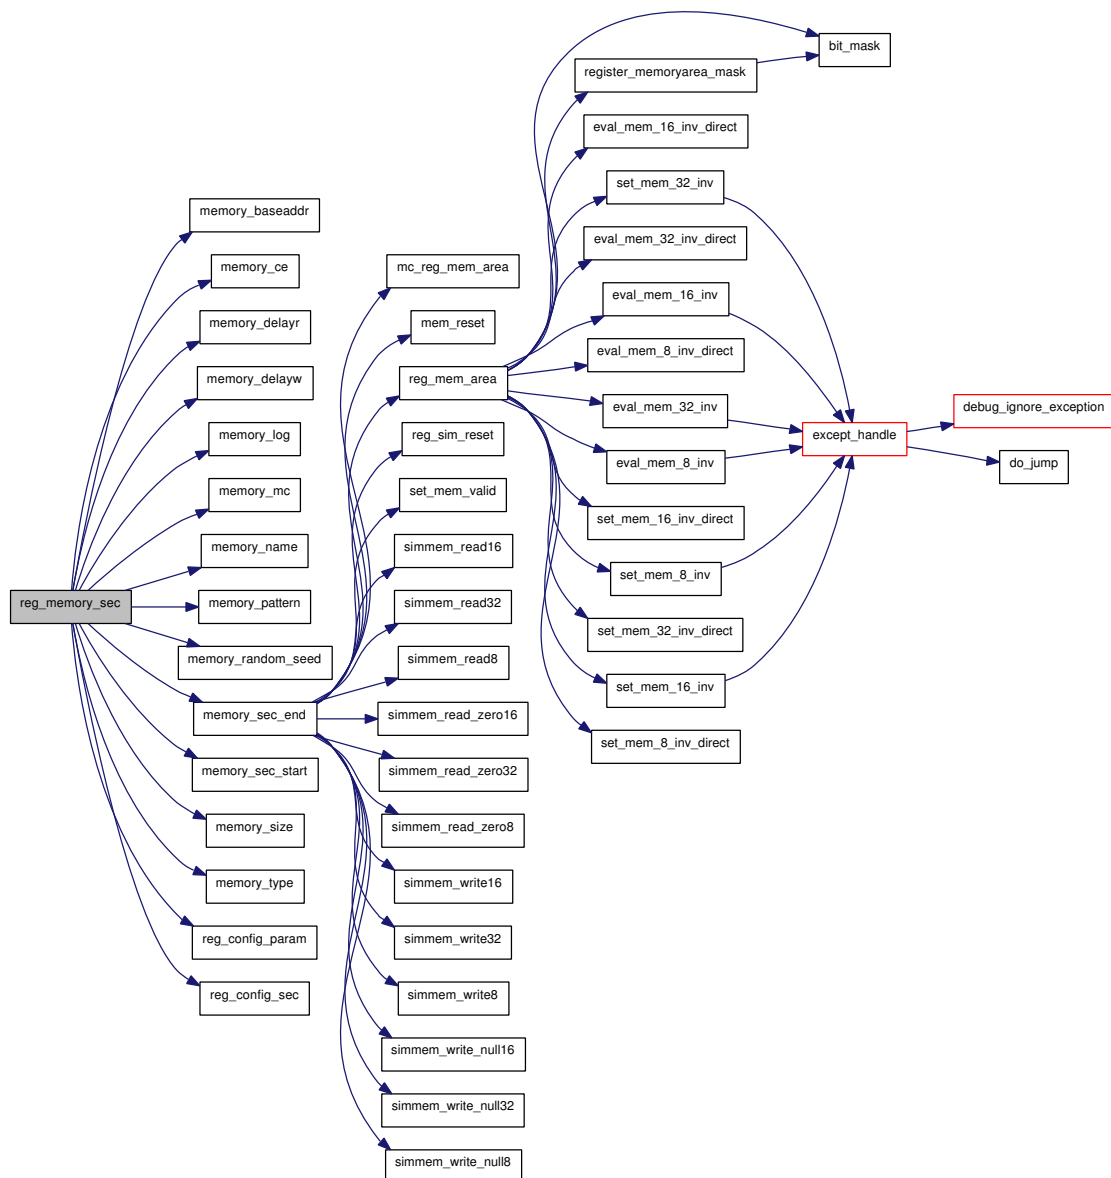 bit_mask
register_memoryarea_mask
eval_mem_16_inv_direct
set_mem_32_inv
eval_mem_32_inv_direct
eval_mem_16_inv
eval_mem_8_inv_direct
eval_mem_32_inv
eval_mem_8_inv
set_mem_16_inv_direct
set_mem_8_inv
set_mem_32_inv_direct
set_mem_16_inv
set_mem_8_inv_direct
except_handle
debug_ignore_exception
do_jump
mc_reg_mem_area
mem_reset
reg_mem_area
reg_sim_reset
set_mem_valid
simmem_read16
simmem_read32
simmem_read8
simmem_read_zero16
simmem_read_zero32
simmem_read_zero8
simmem_write16
simmem_write32
simmem_write8
simmem_write_null16
simmem_write_null32
simmem_write_null8
memory_baseaddr
memory_ce
memory_delayr
memory_delayw
memory_log
memory_mc
memory_name
memory_pattern
memory_random_seed
memory_sec_end
memory_sec_start
memory_size
memory_type
reg_config_param
reg_config_sec
reg_memory_sec